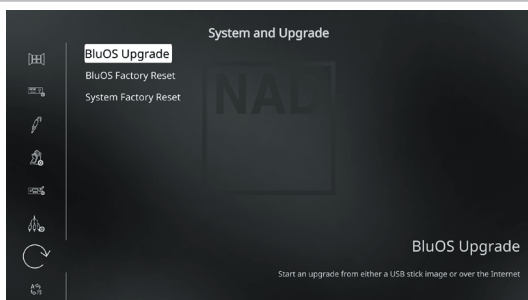 System and Upgrade
BluOS Upgrade
BluOS Factory Reset
System Factory Reset
NAD
BluOS Upgrade
Start an upgrade from either a USB stick image or over the Internet